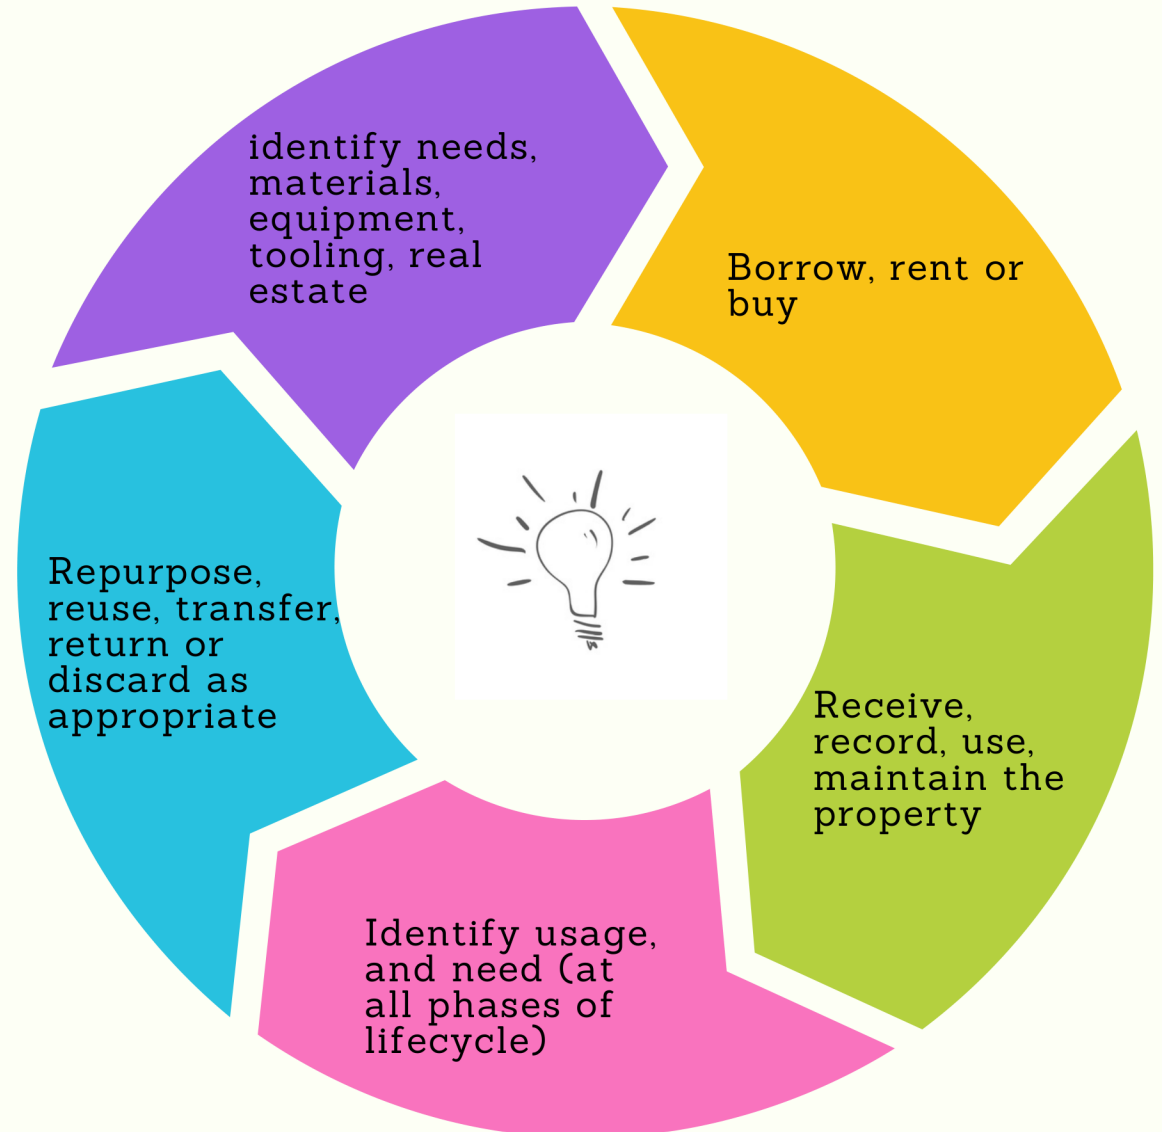 identify needs,
materials,
equipment,
tooling, real
estate
Borrow, rent or
buy
Receive,
record, use,
maintain the
property
Identify usage,
and need (at
all phases of
lifecycle)
Repurpose,
reuse, transfer,
return or
discard as
appropriate